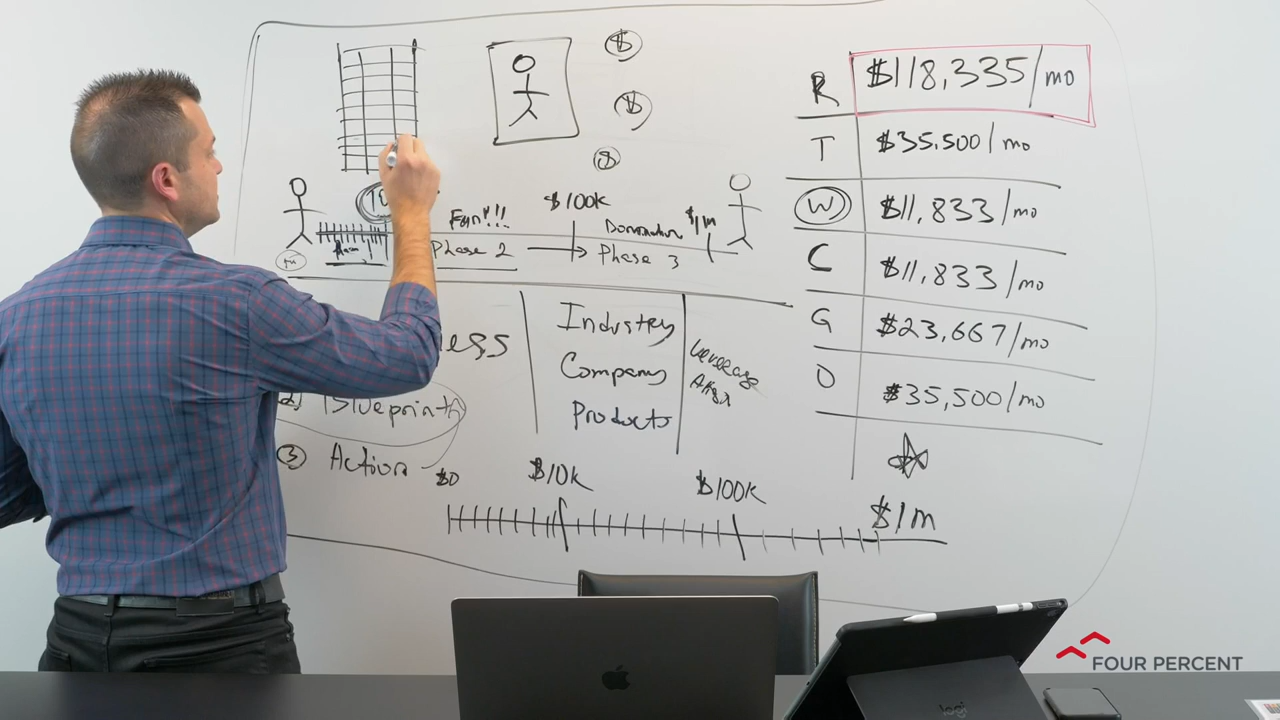 $
$
$
R $118,335/mo
T $35,500/mo
W $11,833/mo
C $11,833/mo
G $23,667/mo
O $35,500/mo
Fun!!!
$100k
Domination
$1m
Phase 2
Phase 3
Industry
Company
Products
Leverage
Blueprint
③ Action
$0
$10k
$100k
$1m
logi
FOUR PERCENT